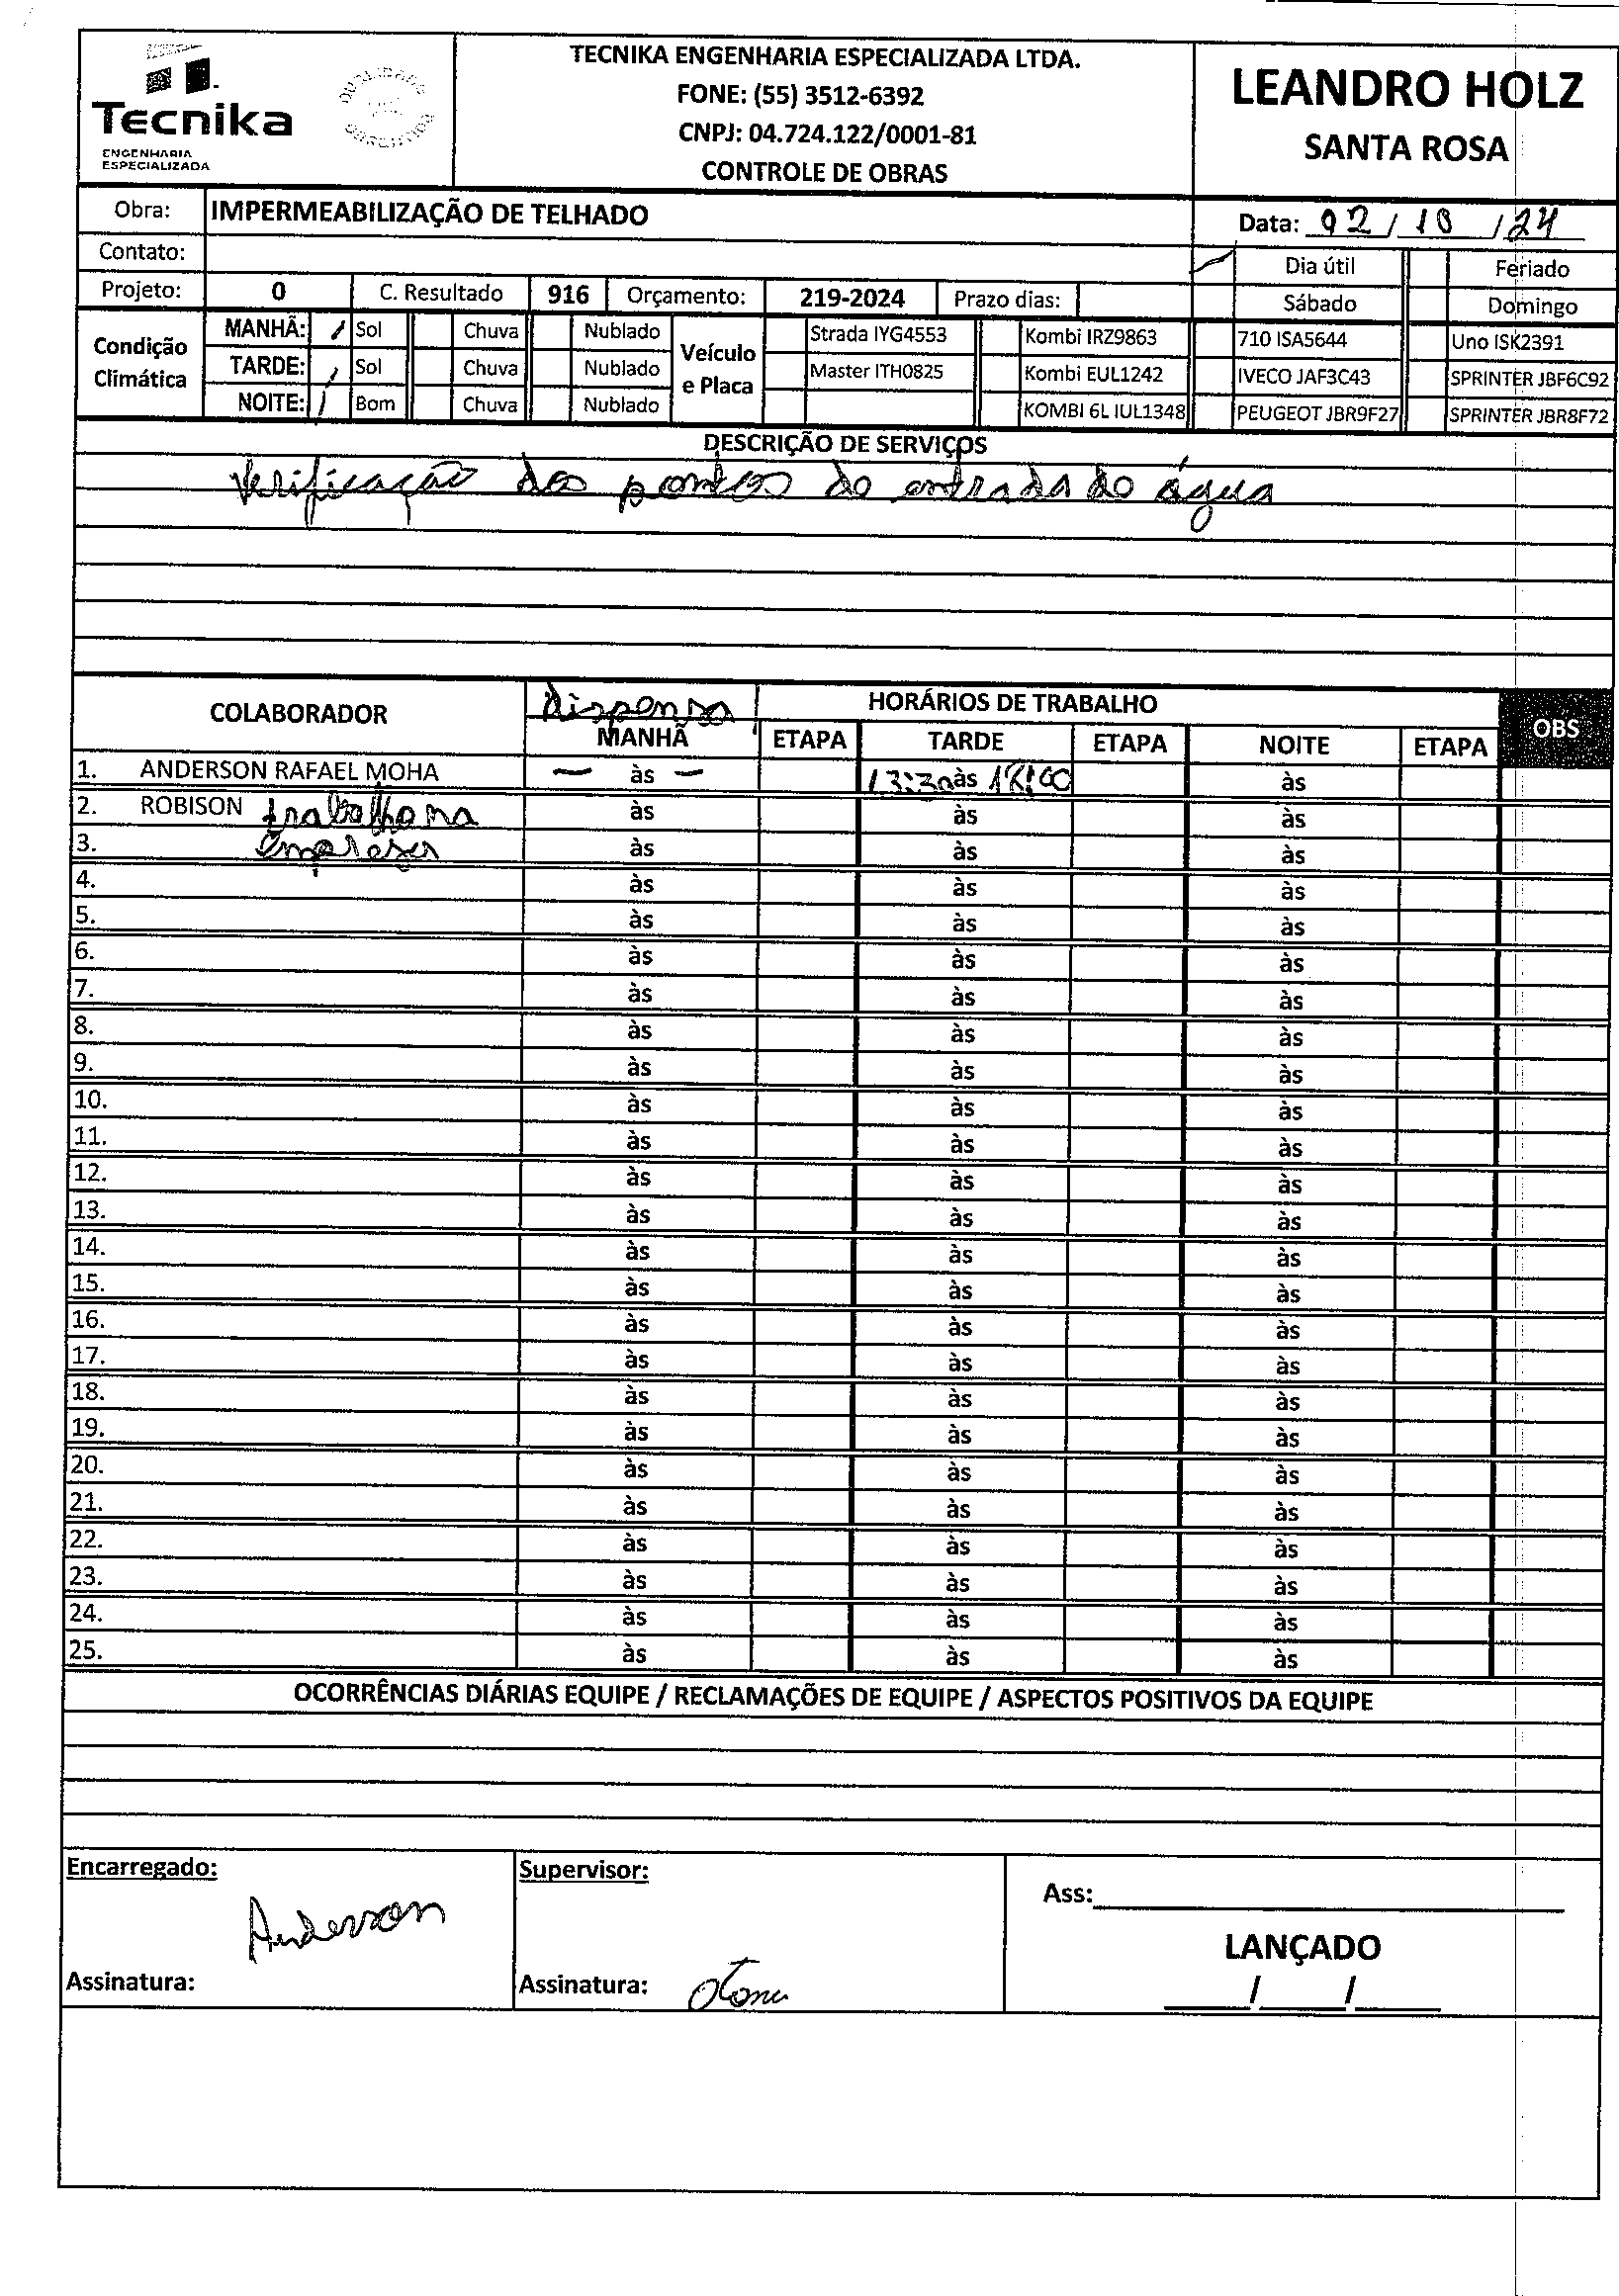 TECNIKA ENGENHARIA ESPECIALIZADA LTDA.
FONE: (55) 3512-6392
CNPJ: 04.724.122/0001-81
CONTROLE DE OBRAS
Tecnika
ENGENHARIA
ESPECIALIZADA
LEANDRO HOLZ
SANTA ROSA
Obra: IMPERMEABILIZAÇÃO DE TELHADO
Data: 02/10/24
Contato:
Dia útil Feriado
Projeto: 0 C. Resultado 916 Orçamento: 219-2024 Prazo dias:
Sábado Domingo
Condição Climática
MANHÃ: / Sol Chuva Nublado
TARDE: / Sol Chuva Nublado
NOITE: / Bom Chuva Nublado
Veículo e Placa
Strada IYG4553 Kombi IRZ9863 710 ISA5644 Uno ISK2391
Master ITH0825 Kombi EUL1242 IVECO JAF3C43 SPRINTER JBF6C92
KOMBI 6L IUL1348 PEUGEOT JBR9F27 SPRINTER JBR8F72
DESCRIÇÃO DE SERVIÇOS
Verificação dos pontos de entrada de água
COLABORADOR Dispensa HORÁRIOS DE TRABALHO OBS
MANHÃ ETAPA TARDE ETAPA NOITE ETAPA
1. ANDERSON RAFAEL MOHA — às — 13:30 às 18:00 às
2. ROBISON trabalho na às às às
3. Empresa às às às
4. às às às
5. às às às
6. às às às
7. às às às
8. às às às
9. às às às
10. às às às
11. às às às
12. às às às
13. às às às
14. às às às
15. às às às
16. às às às
17. às às às
18. às às às
19. às às às
20. às às às
21. às às às
22. às às às
23. às às às
24. às às às
25. às às às
OCORRÊNCIAS DIÁRIAS EQUIPE / RECLAMAÇÕES DE EQUIPE / ASPECTOS POSITIVOS DA EQUIPE
Encarregado:
Anderson
Assinatura:
Supervisor:
Assinatura:
Ass:
LANÇADO
/ /